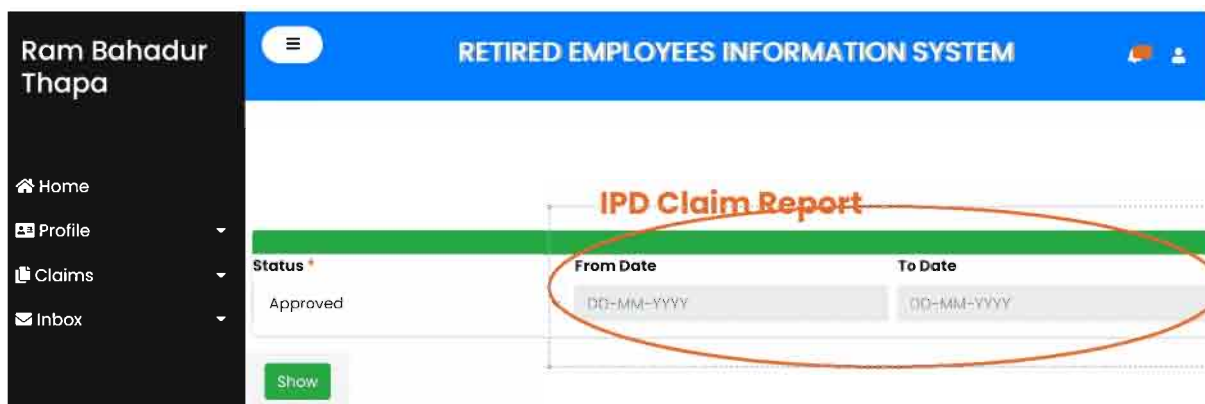 Ram Bahadur
Thapa
RETIRED EMPLOYEES INFORMATION SYSTEM
Home
Profile
Claims
Inbox
IPD Claim Report
Status *
From Date
To Date
Approved
DD-MM-YYYY
DD-MM-YYYY
Show